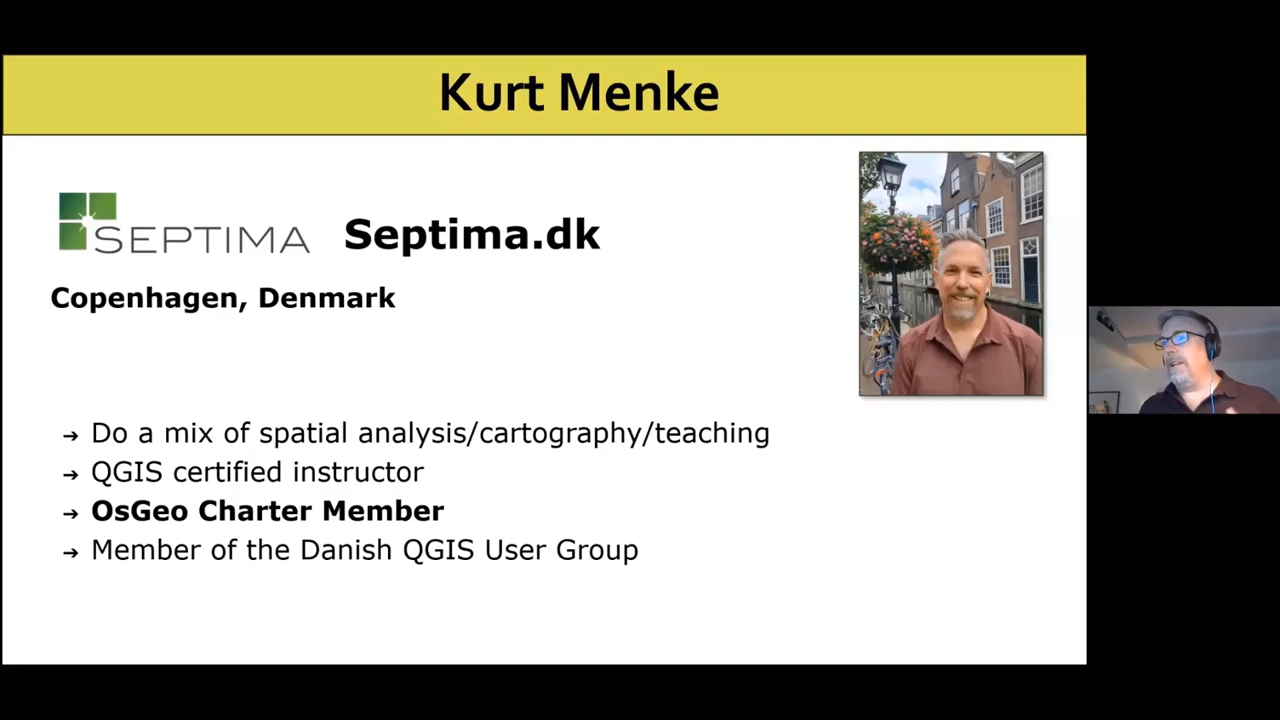 Kurt Menke
SEPTIMA
Septima.dk
Copenhagen, Denmark
→ Do a mix of spatial analysis/cartography/teaching
→ QGIS certified instructor
→ OsGeo Charter Member
→ Member of the Danish QGIS User Group